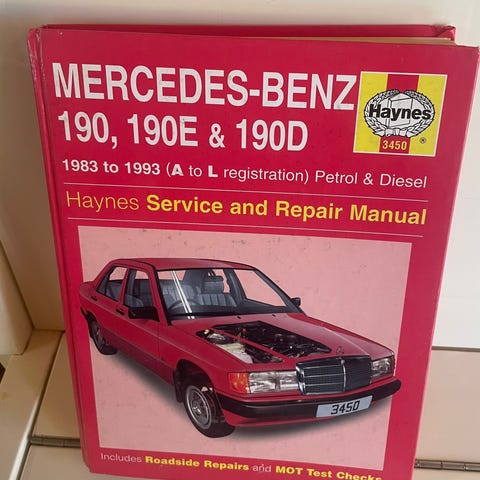 MERCEDES-BENZ
190, 190E & 190D
Haynes
3450
®
1983 to 1993 (A to L registration) Petrol & Diesel
Haynes Service and Repair Manual
3450
Includes Roadside Repairs and MOT Test Checks